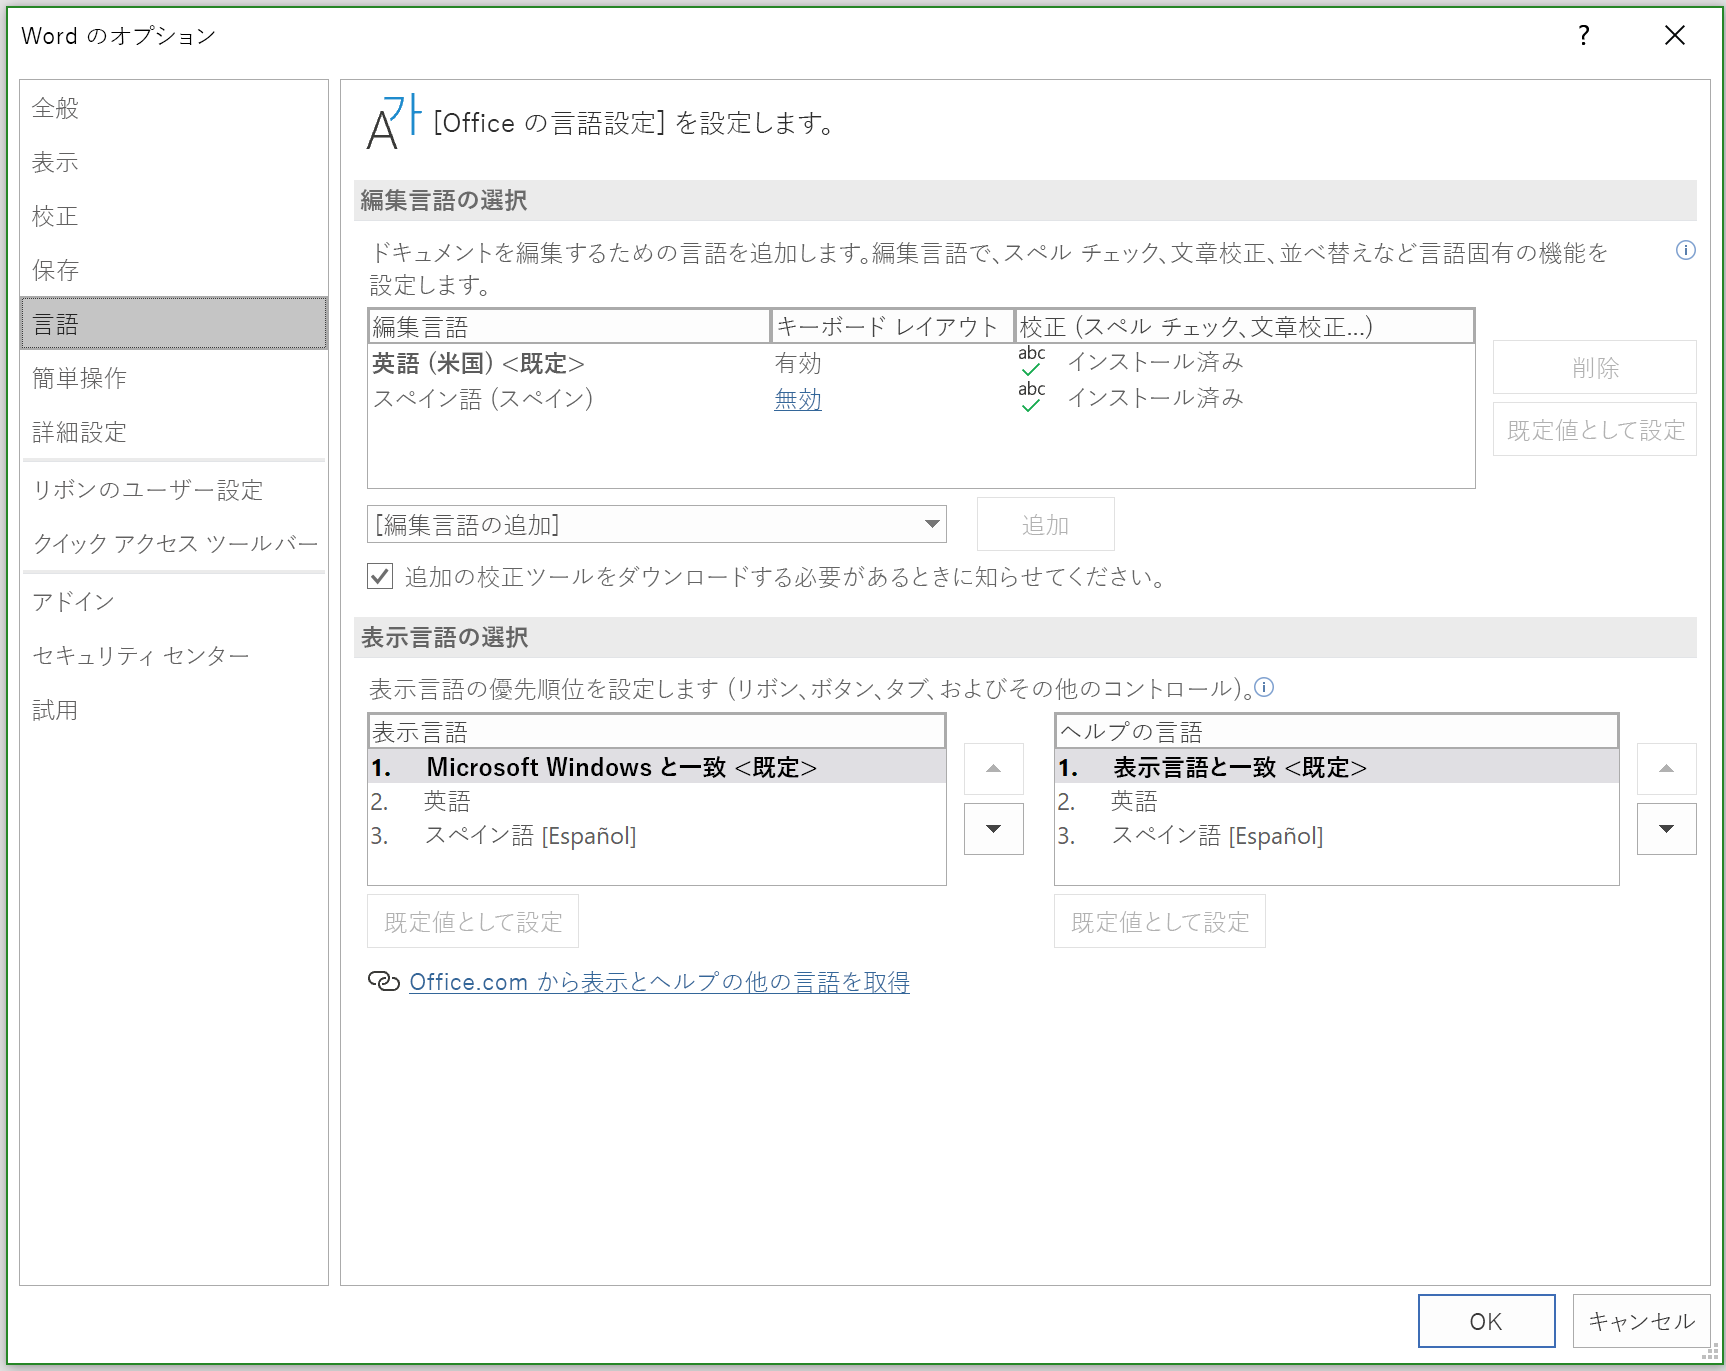 Word のオプション
?
全般
表示
校正
保存
言語
簡単操作
詳細設定
リボンのユーザー設定
クイック アクセス ツールバー
アドイン
セキュリティ センター
試用
A가 [Office の言語設定] を設定します。
編集言語の選択
ドキュメントを編集するための言語を追加します。編集言語で、スペル チェック、文章校正、並べ替えなど言語固有の機能を
設定します。
編集言語 キーボード レイアウト 校正 (スペル チェック、文章校正...)
英語 (米国) <既定> 有効 abc インストール済み
スペイン語 (スペイン) 無効 abc インストール済み
削除
既定値として設定
[編集言語の追加] 追加
追加の校正ツールをダウンロードする必要があるときに知らせてください。
表示言語の選択
表示言語の優先順位を設定します (リボン、ボタン、タブ、およびその他のコントロール)。
表示言語
1. Microsoft Windows と一致 <既定>
2. 英語
3. スペイン語 [Español]
既定値として設定
ヘルプの言語
1. 表示言語と一致 <既定>
2. 英語
3. スペイン語 [Español]
既定値として設定
Office.com から表示とヘルプの他の言語を取得
OK キャンセル